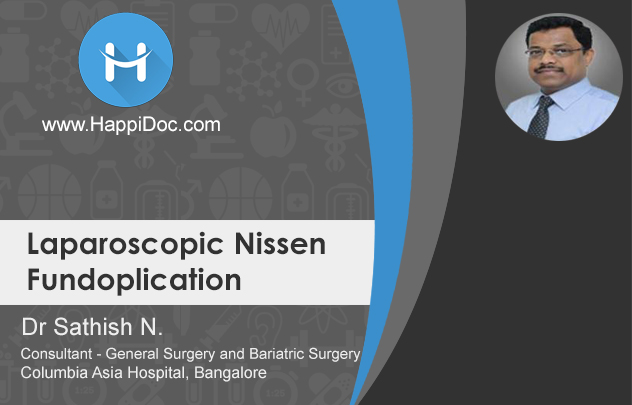 H
www.HappiDoc.com
Laparoscopic Nissen
Fundoplication
Dr Sathish N.
Consultant - General Surgery and Bariatric Surgery
Columbia Asia Hospital, Bangalore